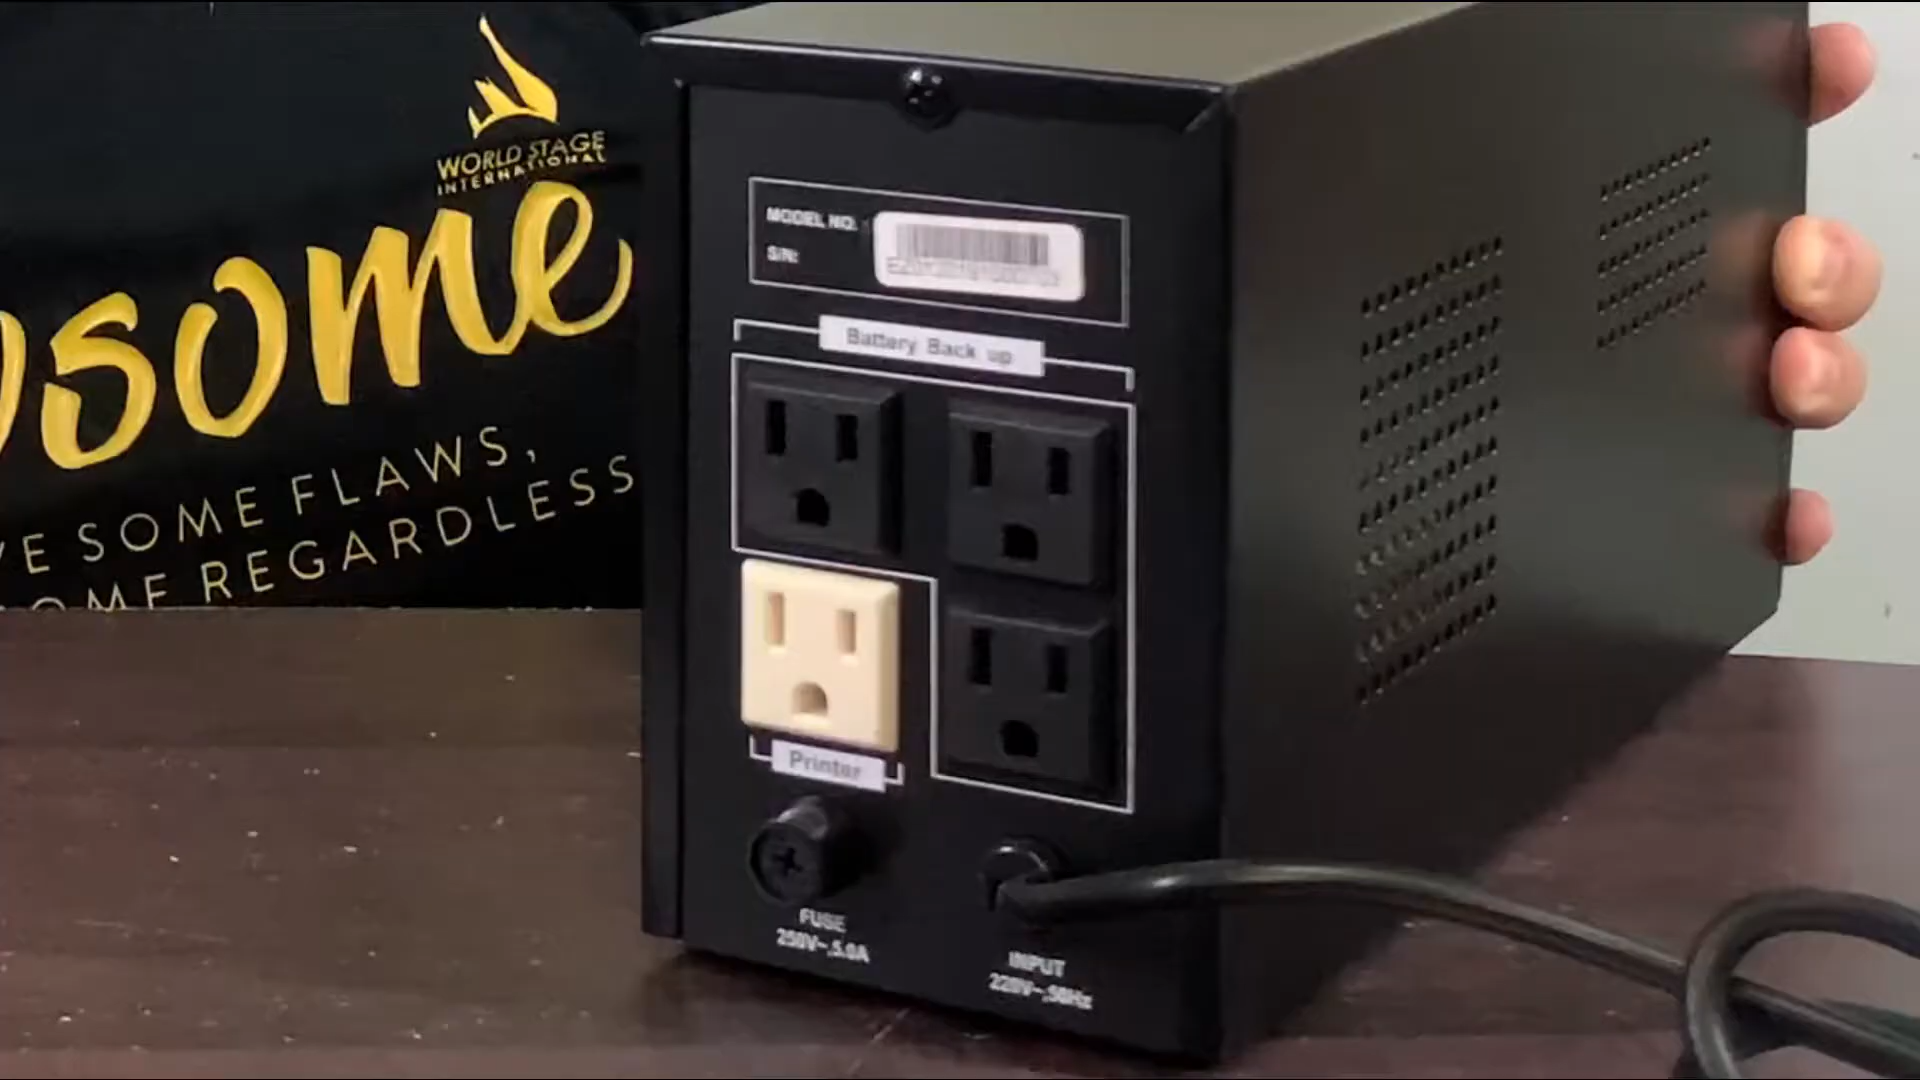 WORLD STAGE
INTERNATIONAL
some
E SOME FLAWS,
OME REGARDLESS
MODEL NO.
S/N:
Battery Back up
Printer
FUSE
250V~,5.0A
INPUT
220V~,50Hz